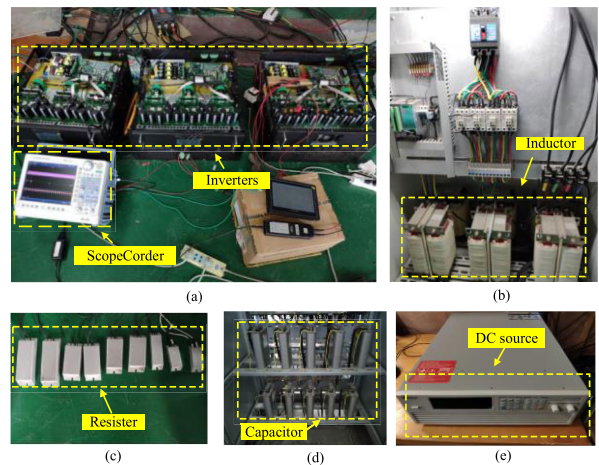 Inverters
ScopeCorder
(a)
Inductor
(b)
Resister
(c)
Capacitor
(d)
DC source
(e)